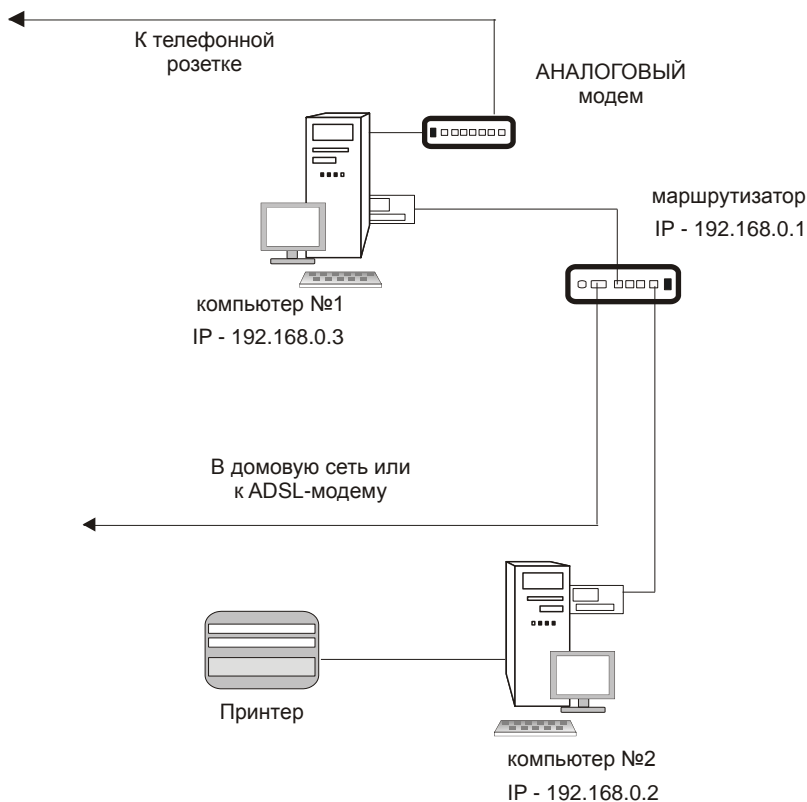 К телефонной
розетке
АНАЛОГОВЫЙ
модем
маршрутизатор
IP - 192.168.0.1
компьютер №1
IP - 192.168.0.3
В домовую сеть или
к ADSL-модему
Принтер
компьютер №2
IP - 192.168.0.2